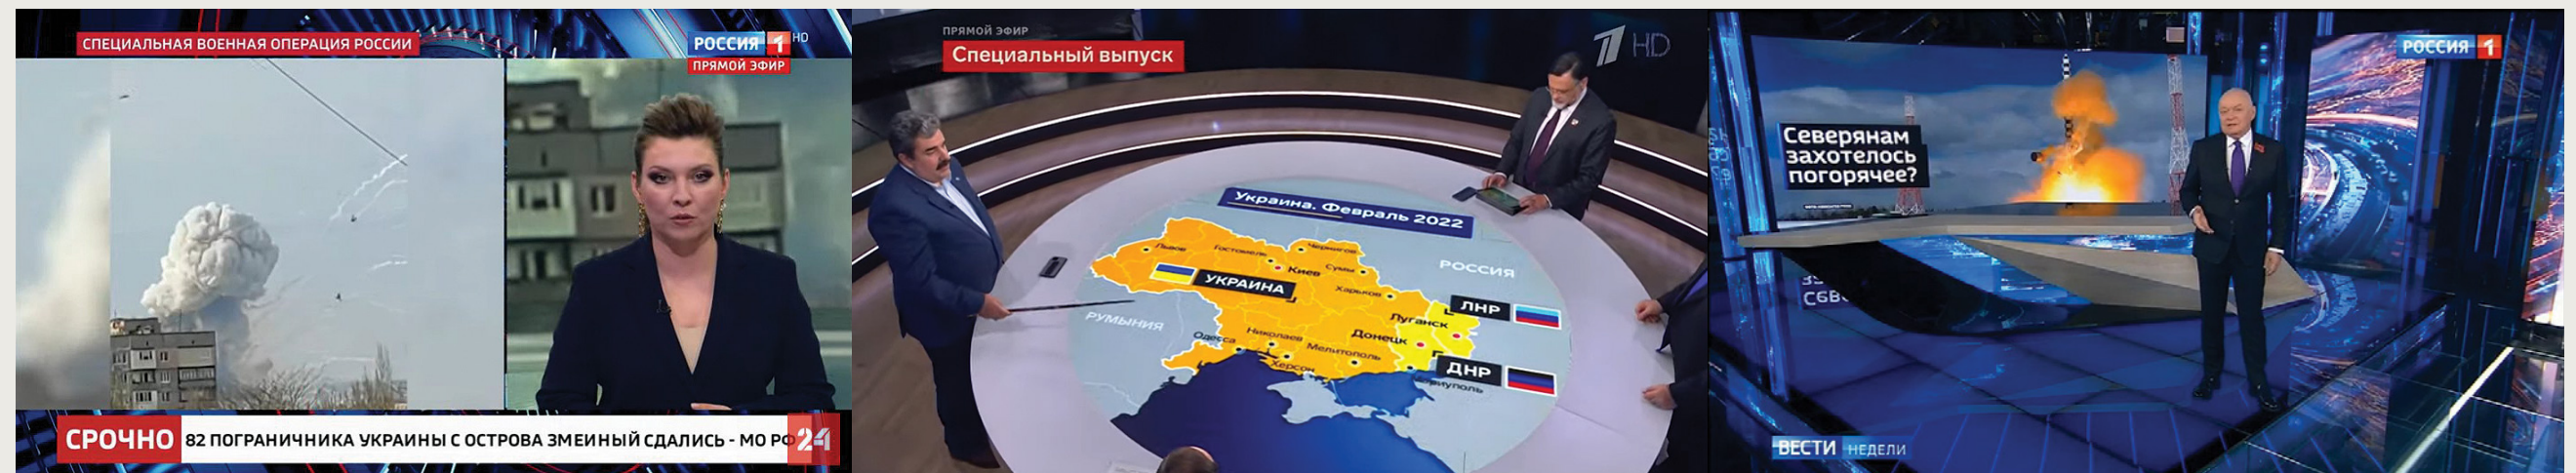 СПЕЦИАЛЬНАЯ ВОЕННАЯ ОПЕРАЦИЯ РОССИИ
РОССИЯ 1 HD
ПРЯМОЙ ЭФИР
СРОЧНО 82 ПОГРАНИЧНИКА УКРАИНЫ С ОСТРОВА ЗМЕИНЫЙ СДАЛИСЬ - МО РФ 24
ПРЯМОЙ ЭФИР
Специальный выпуск
1 HD
Украина. Февраль 2022
Львов
Гостомель
Чернигов
Киев
Сумы
РОССИЯ
УКРАИНА
Харьков
ЛНР
Луганск
РУМЫНИЯ
Донецк
Одесса
Николаев
Мелитополь
Херсон
ДНР
РОССИЯ 1
Северянам
захотелось
погорячее?
ВЕСТИ НЕДЕЛИ